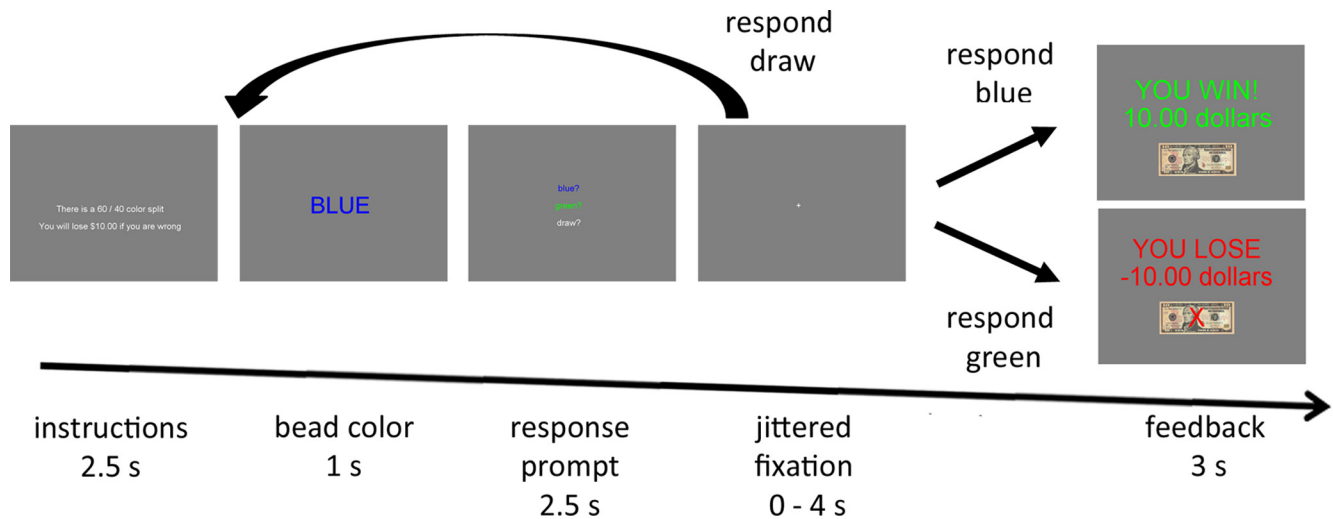 respond
draw
respond
blue
YOU WIN!
10.00 dollars
There is a 60 / 40 color split
You will lose $10.00 if you are wrong
BLUE
blue?
green?
draw?
+
YOU LOSE
-10.00 dollars
X
respond
green
instructions
2.5 s
bead color
1 s
response
prompt
2.5 s
jittered
fixation
0 - 4 s
feedback
3 s